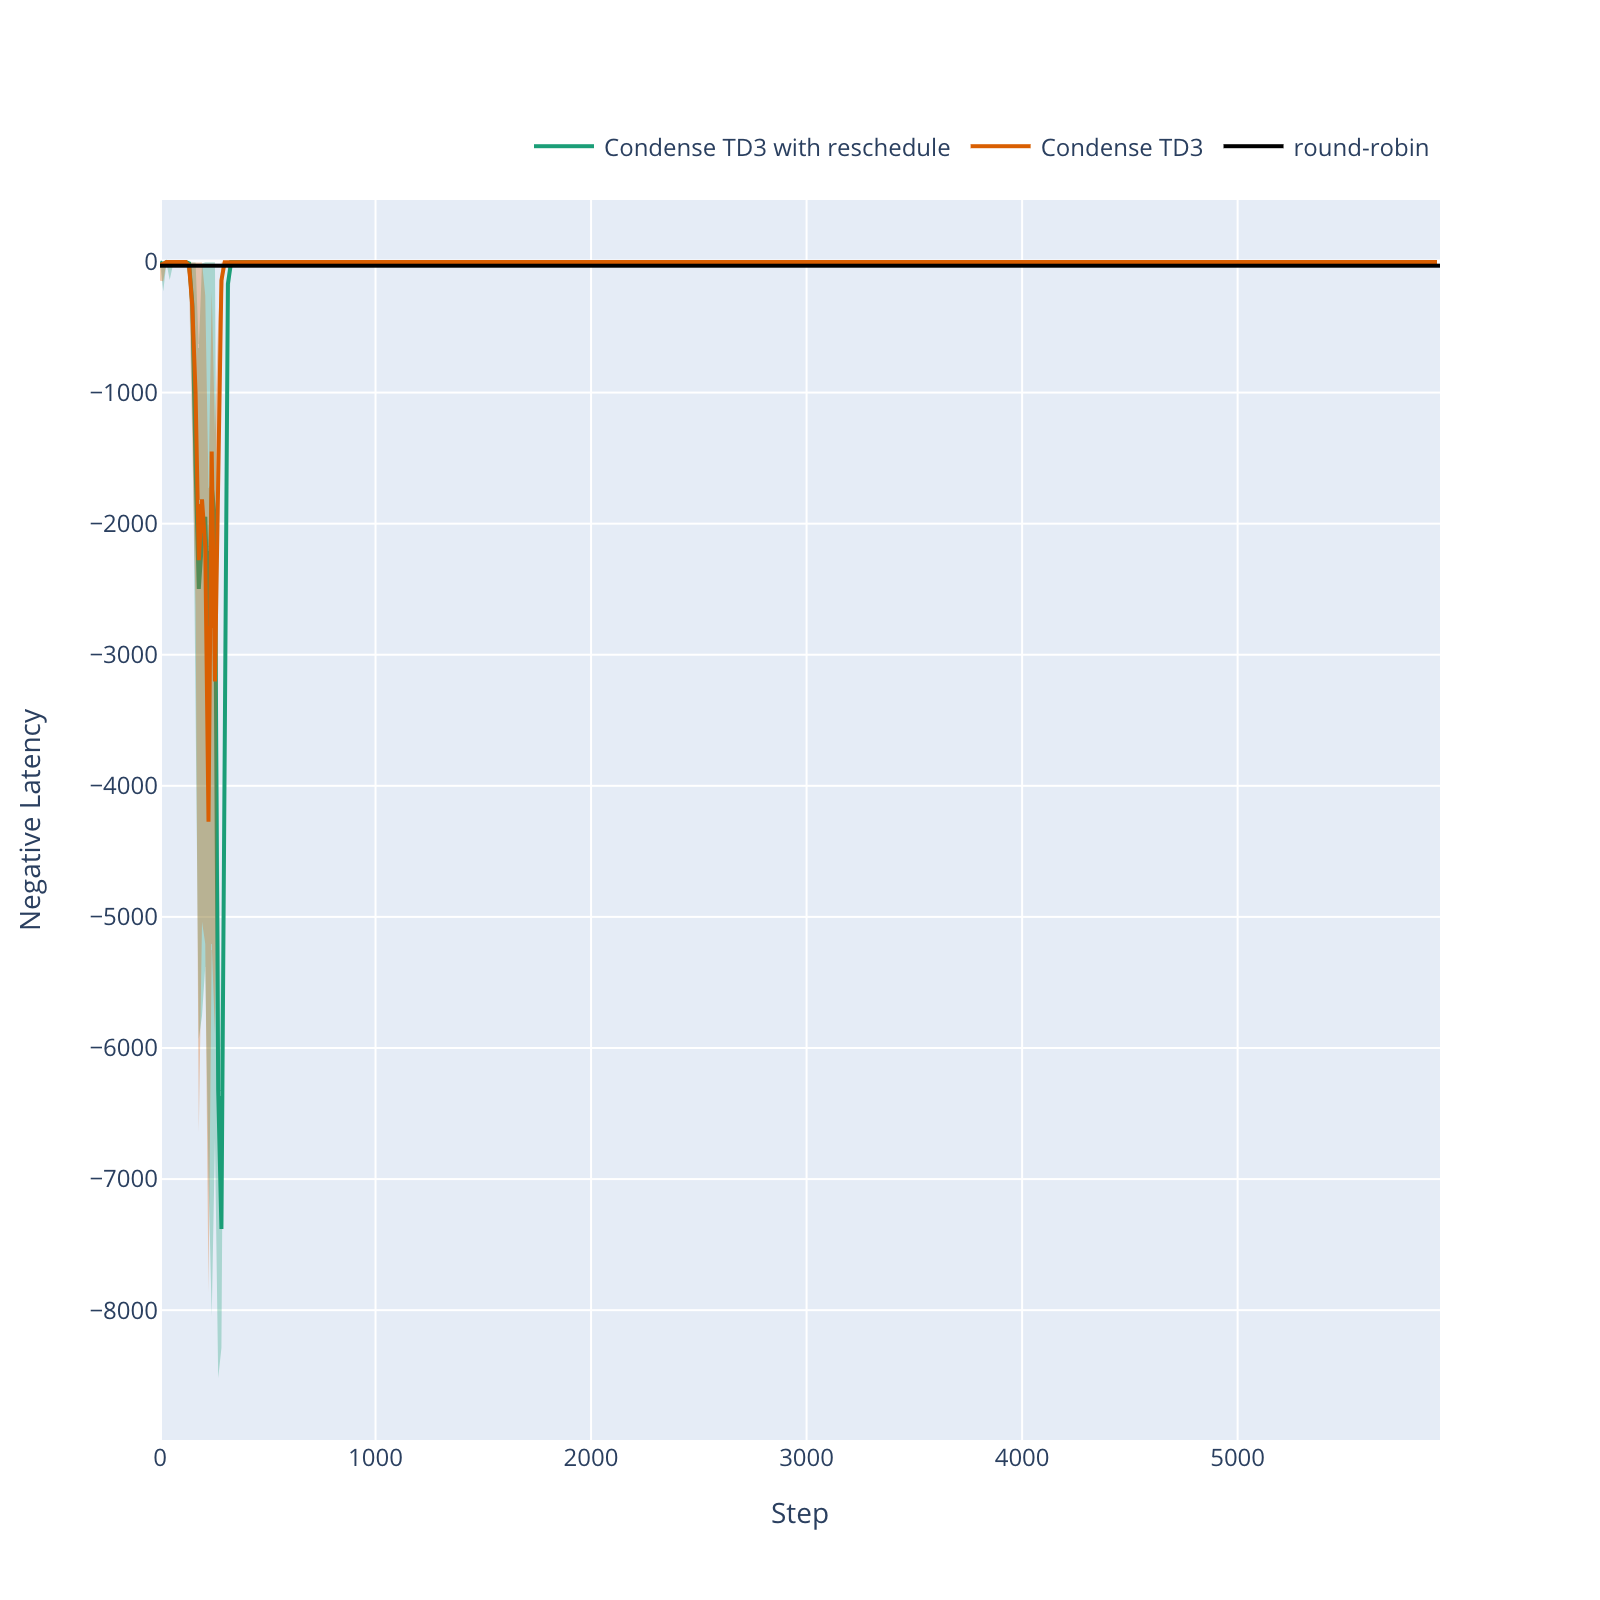 Condense TD3 with reschedule Condense TD3 round-robin
0
−1000
−2000
−3000
−4000
−5000
−6000
−7000
−8000
Negative Latency
0 1000 2000 3000 4000 5000
Step